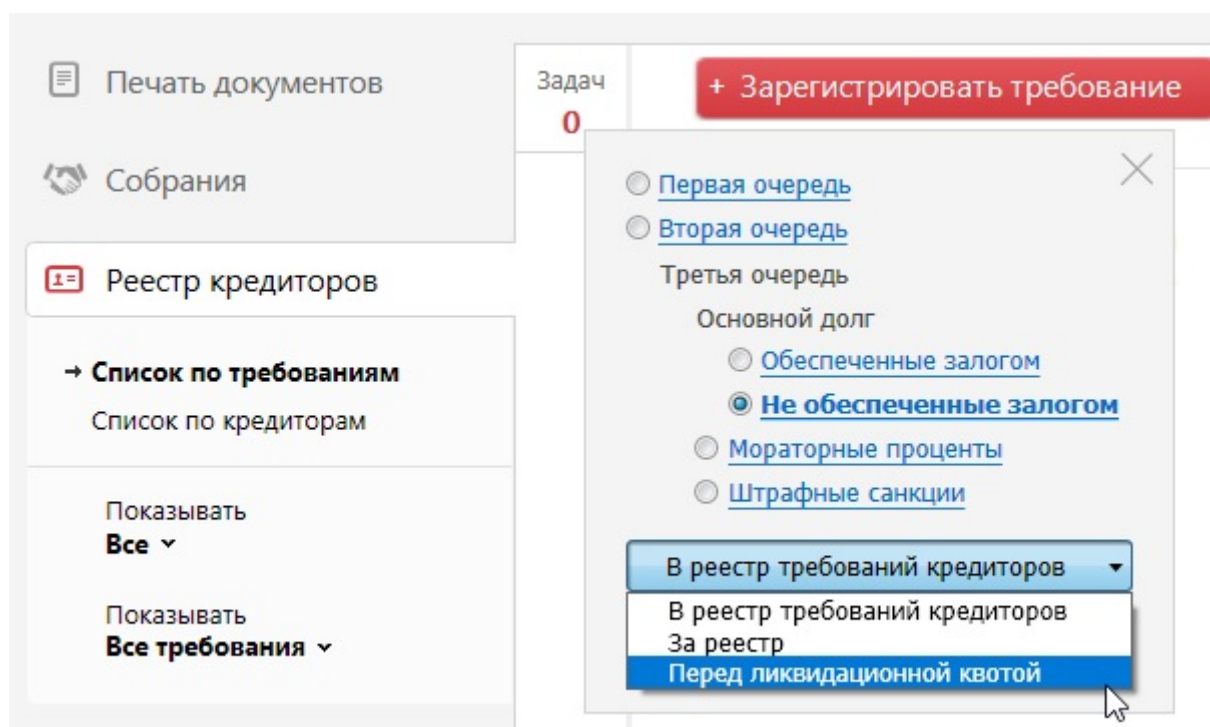 Печать документов
Собрания
Реестр кредиторов
→ Список по требованиям
Список по кредиторам
Показывать
Все
Показывать
Все требования
Задач
0
+ Зарегистрировать требование
Первая очередь
Вторая очередь
Третья очередь
Основной долг
Обеспеченные залогом
Не обеспеченные залогом
Мораторные проценты
Штрафные санкции
В реестр требований кредиторов
В реестр требований кредиторов
За реестр
Перед ликвидационной квотой